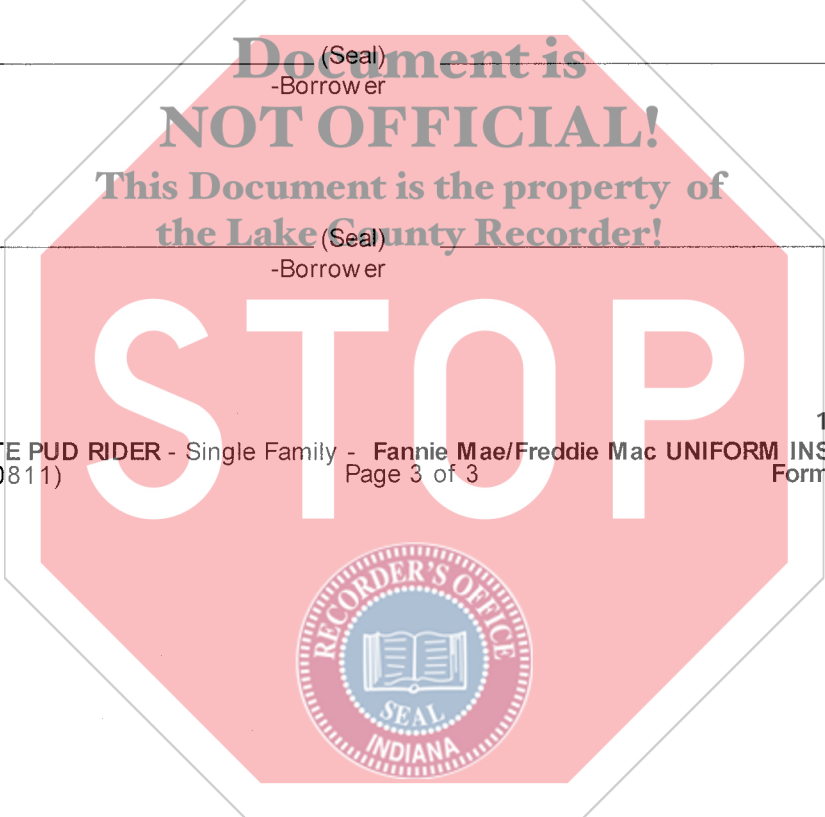 Document is
(Seal)
-Borrower
NOT OFFICIAL!
This Document is the property of
the Lake County Recorder!
(Seal)
-Borrower
STOP
1
TE PUD RIDER - Single Family - Fannie Mae/Freddie Mac UNIFORM INS
0811)
Page 3 of 3
Form
RECORDER'S OFFICE
SEAL
INDIANA